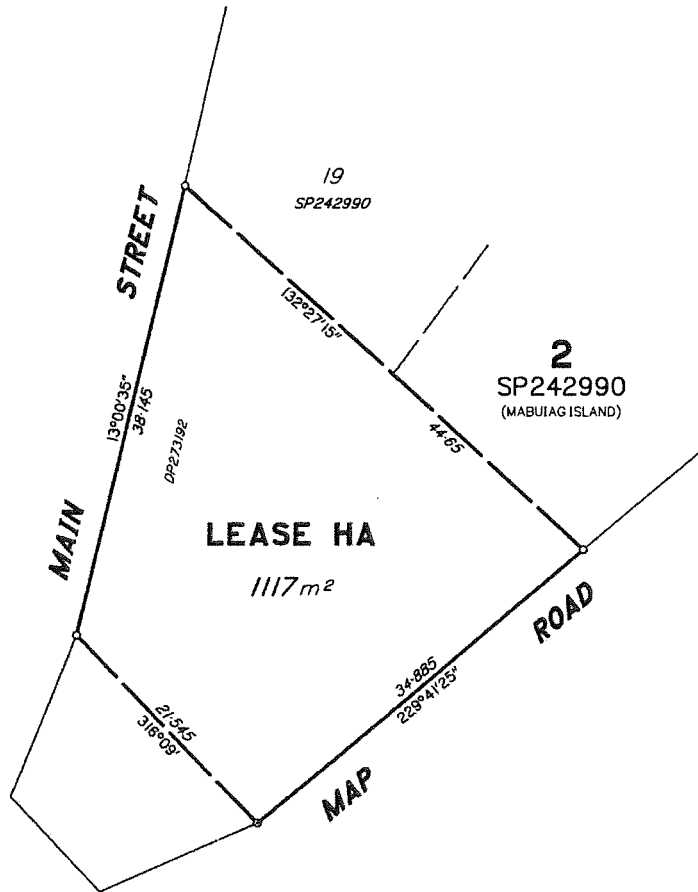 19
SP242990
STREET
132°27'15"
2
SP242990
(MABUIAG ISLAND)
13°00'35"
38·145
44·65
DP273192
LEASE HA
MAIN
1117m²
ROAD
34·885
229°41'25"
21·545
316°09'
MAP